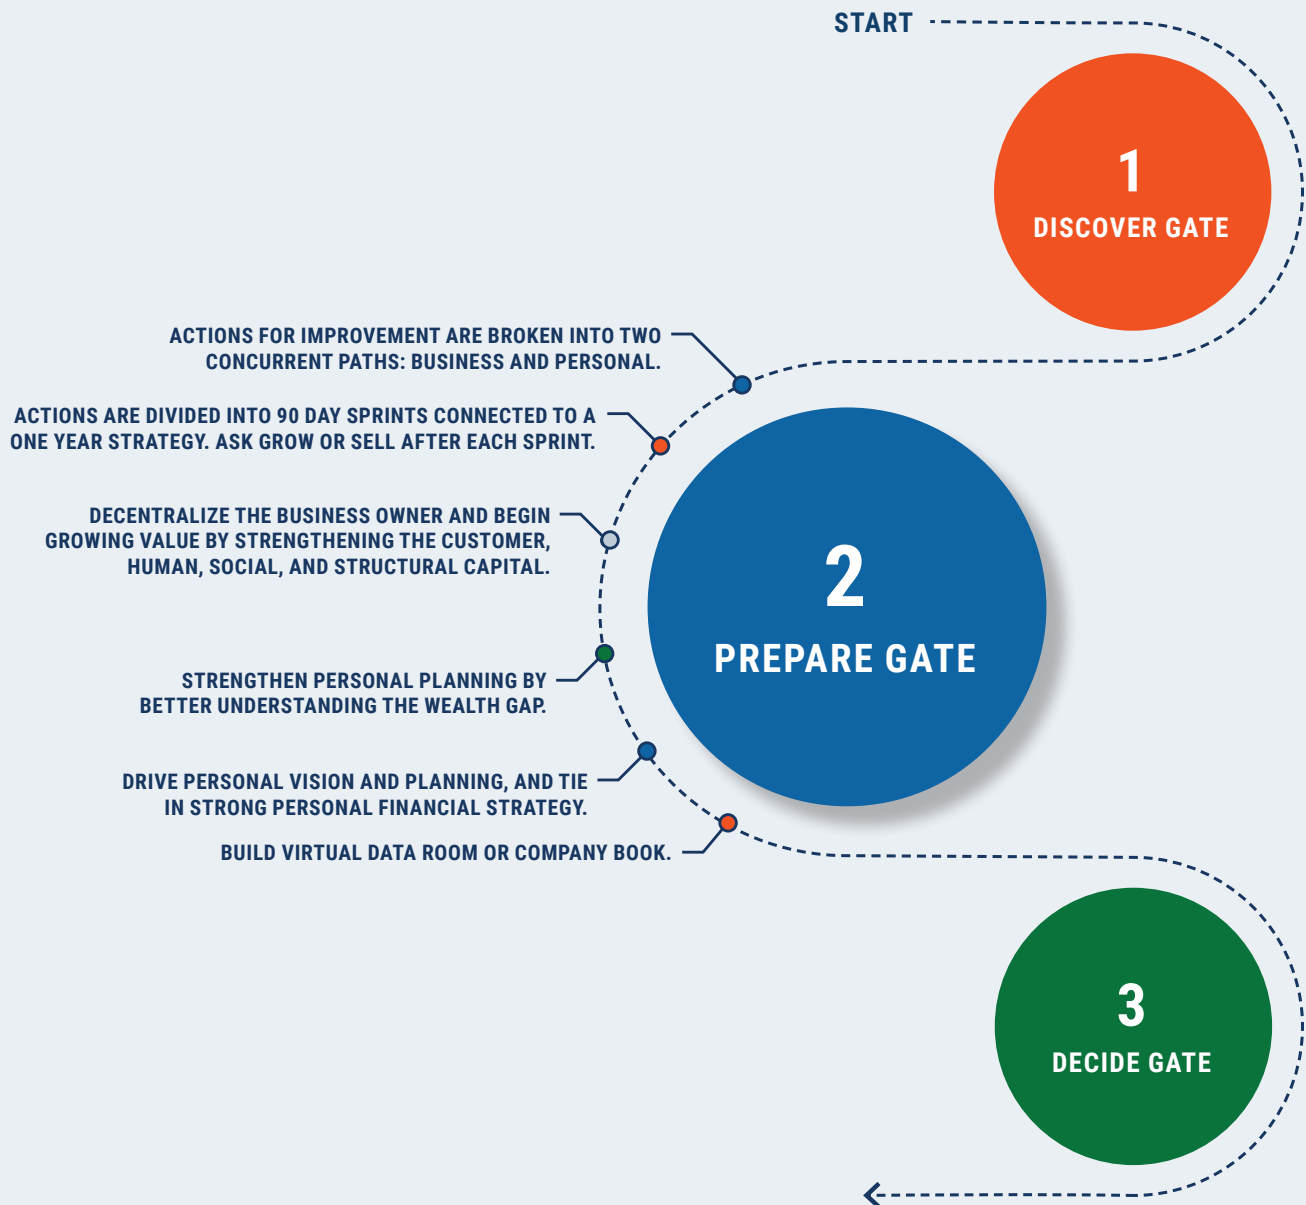 START
1
DISCOVER GATE
ACTIONS FOR IMPROVEMENT ARE BROKEN INTO TWO
CONCURRENT PATHS: BUSINESS AND PERSONAL.
ACTIONS ARE DIVIDED INTO 90 DAY SPRINTS CONNECTED TO A
ONE YEAR STRATEGY. ASK GROW OR SELL AFTER EACH SPRINT.
DECENTRALIZE THE BUSINESS OWNER AND BEGIN
GROWING VALUE BY STRENGTHENING THE CUSTOMER,
HUMAN, SOCIAL, AND STRUCTURAL CAPITAL.
2
PREPARE GATE
STRENGTHEN PERSONAL PLANNING BY
BETTER UNDERSTANDING THE WEALTH GAP.
DRIVE PERSONAL VISION AND PLANNING, AND TIE
IN STRONG PERSONAL FINANCIAL STRATEGY.
BUILD VIRTUAL DATA ROOM OR COMPANY BOOK.
3
DECIDE GATE